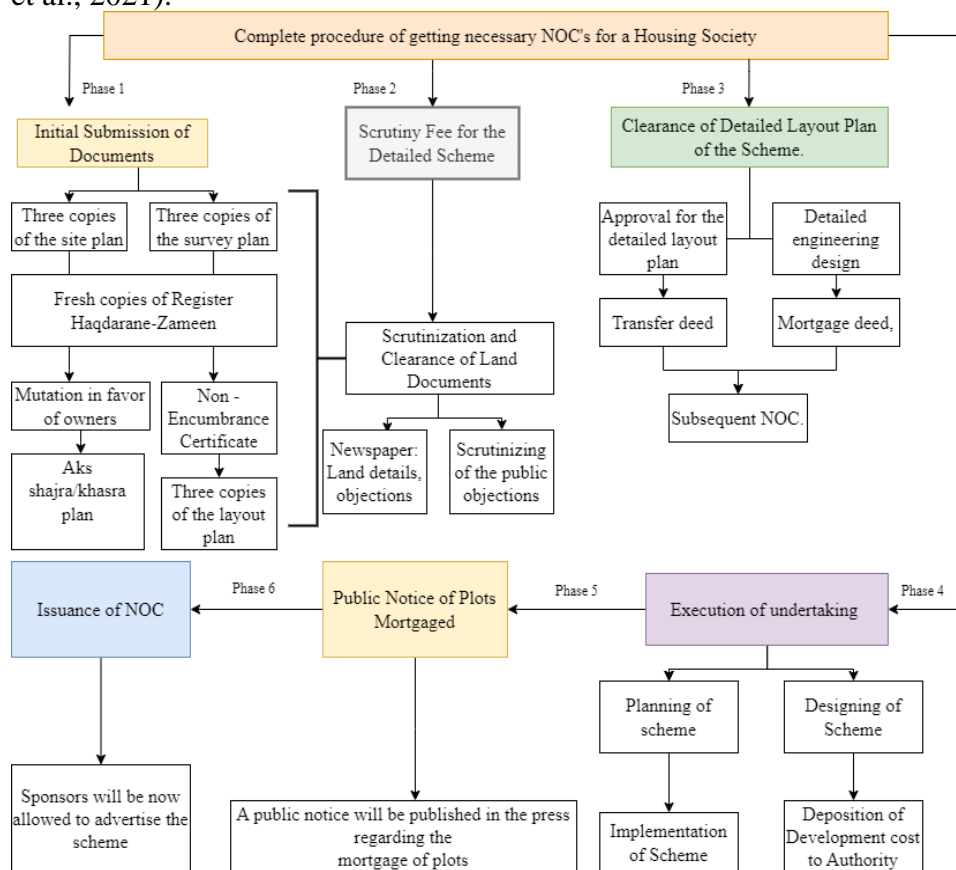 et al., 2021).
Complete procedure of getting necessary NOC's for a Housing Society
Phase 1
Phase 2
Phase 3
Initial Submission of
Documents
Scrutiny Fee for the
Detailed Scheme
Clearance of Detailed Layout Plan
of the Scheme.
Three copies
of the site plan
Three copies of
the survey plan
Approval for the
detailed layout
plan
Detailed
engineering
design
Fresh copies of Register
Haqdarane-Zameen
Scrutinization and
Clearance of Land
Documents
Transfer deed
Mortgage deed,
Mutation in favor
of owners
Non -
Encumbrance
Certificate
Subsequent NOC.
Newspaper:
Land details,
objections
Scrutinizing
of the public
objections
Aks
shajra/khasra
plan
Three copies
of the layout
plan
Issuance of NOC
Phase 6
Public Notice of Plots
Mortgaged
Phase 5
Execution of undertaking
Phase 4
Planning of
scheme
Designing of
Scheme
Sponsors will be now
allowed to advertise the
scheme
A public notice will be published in the press
regarding the
mortgage of plots
Implementation
of Scheme
Deposition of
Development cost
to Authority